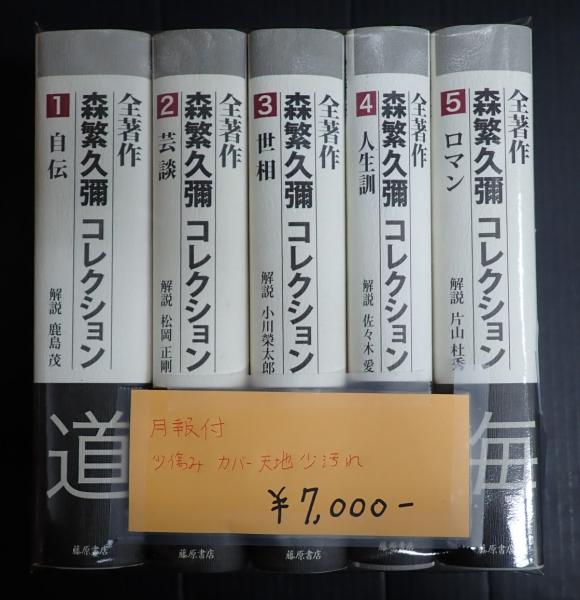 全著作
森繁久彌コレクション
1
自伝
解説 鹿島 茂
道
藤原書店
全著作
森繁久彌コレクション
2
芸談
解説 松岡 正剛
藤原書店
全著作
森繁久彌コレクション
3
世相
解説 小川榮太郎
藤原書店
全著作
森繁久彌コレクション
4
人生訓
解説 佐々木 愛
藤原書店
全著作
森繁久彌コレクション
5
ロマン
解説 片山 杜秀
海
藤原書店
月報付
少傷み カバー天地少汚れ
¥7,000-